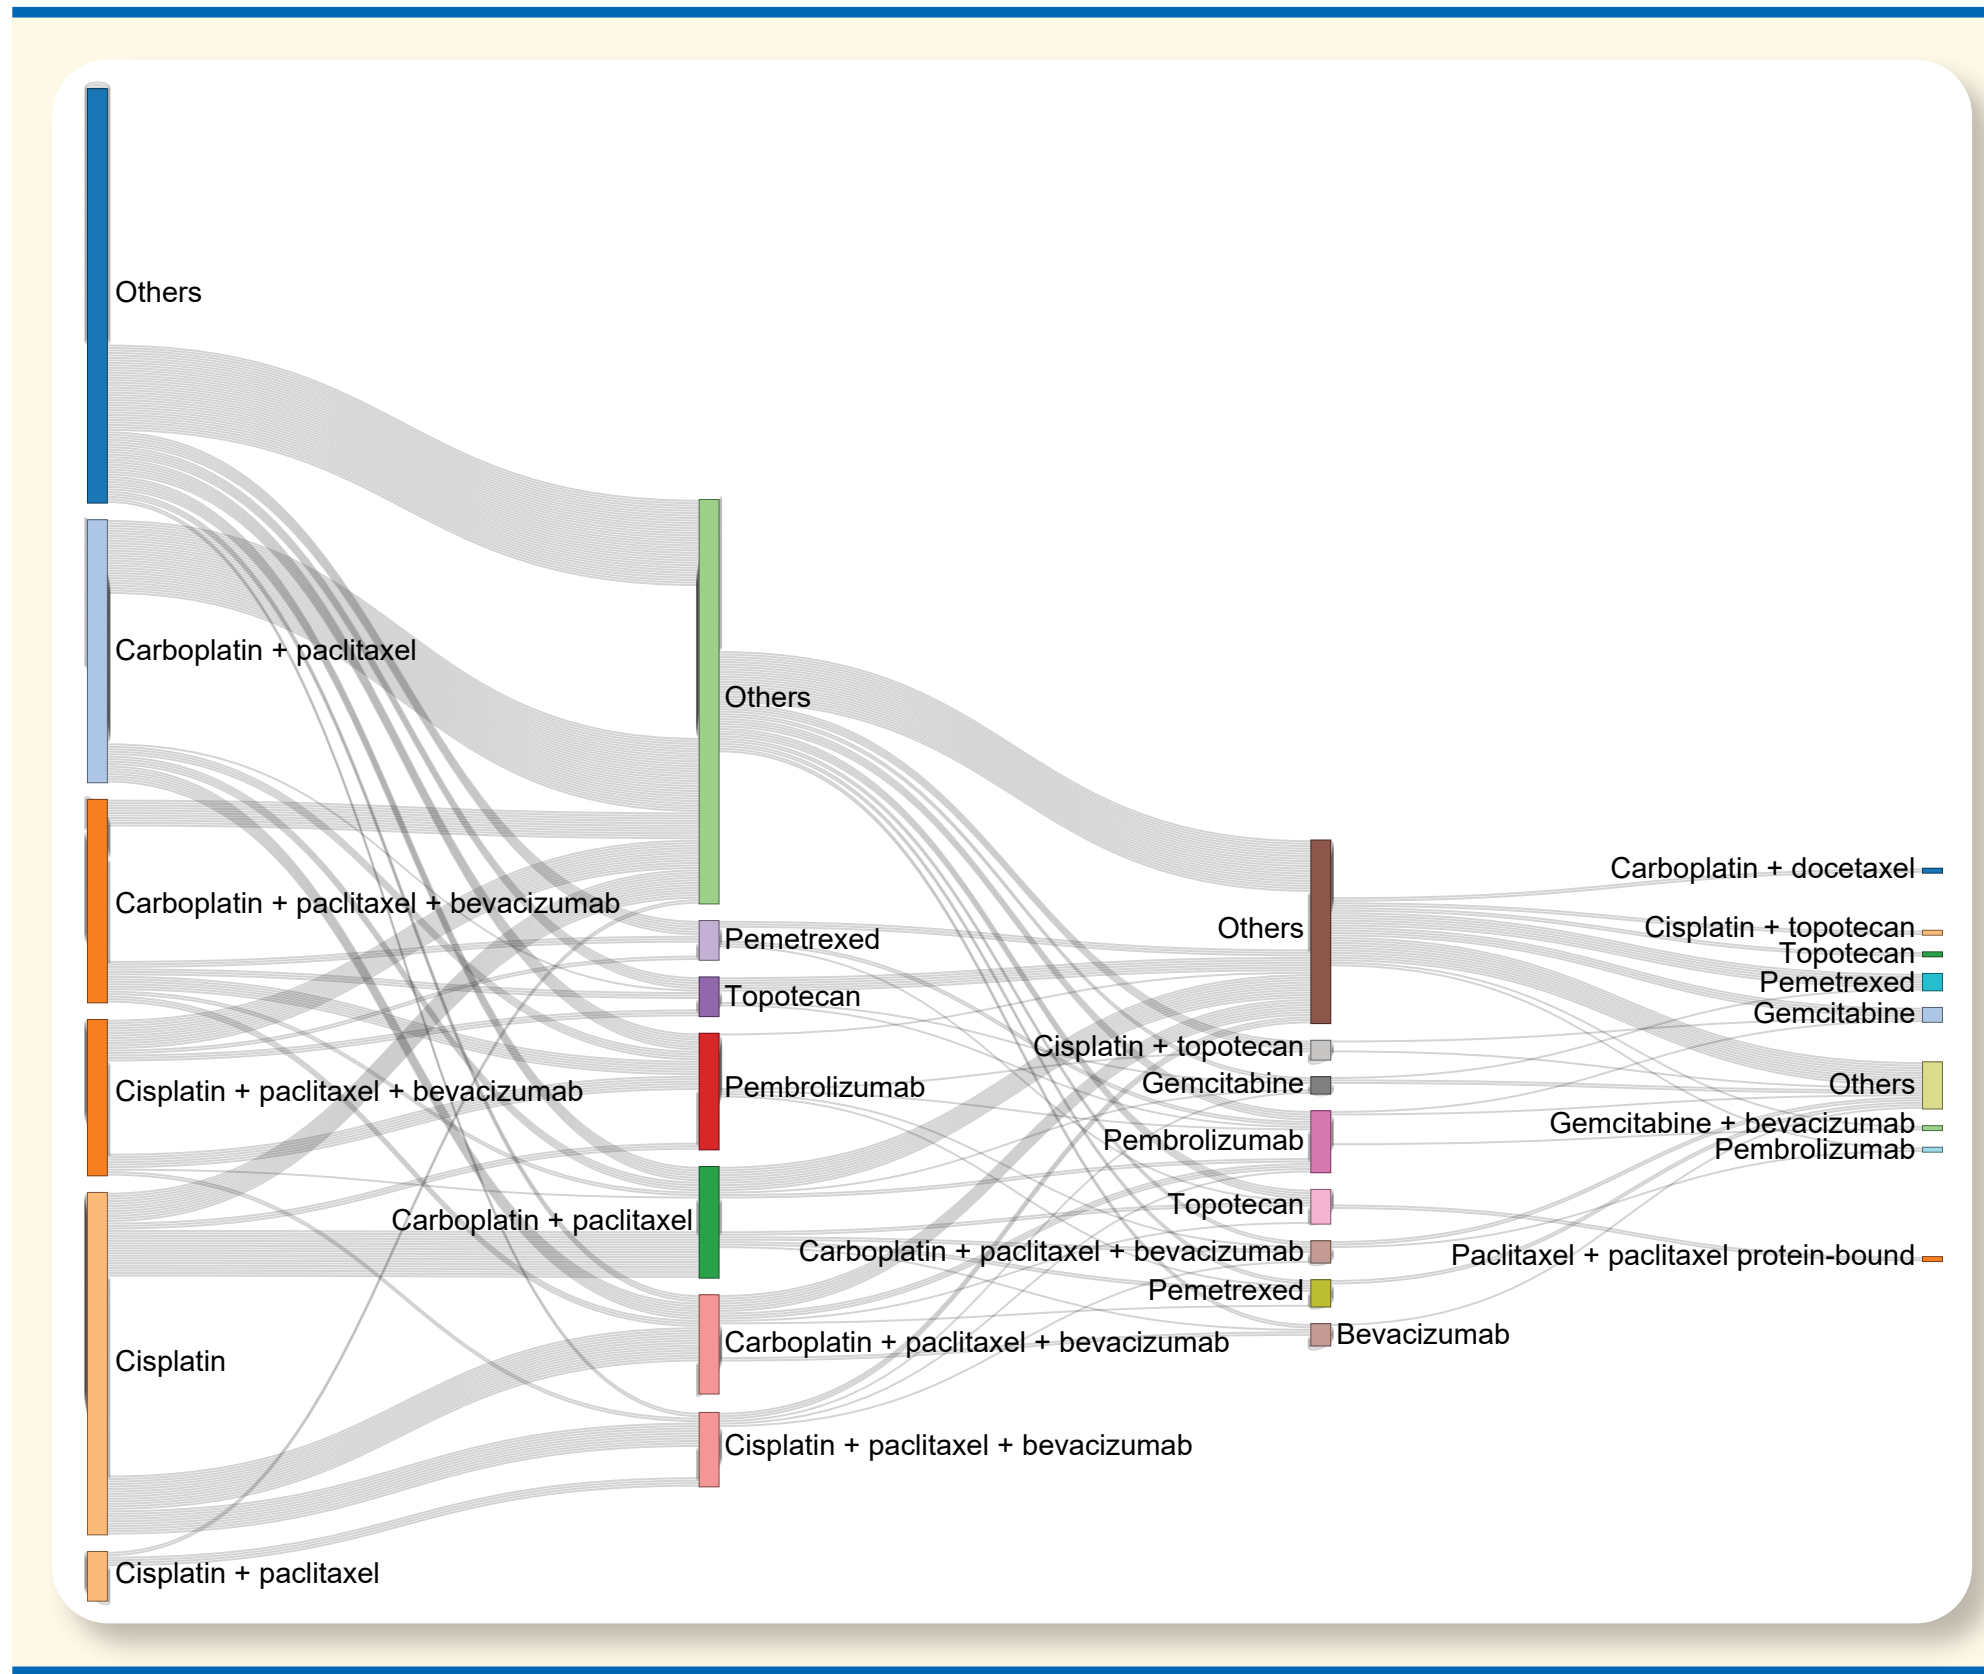 Others
Carboplatin + paclitaxel
Carboplatin + paclitaxel + bevacizumab
Cisplatin + paclitaxel + bevacizumab
Cisplatin
Cisplatin + paclitaxel
Others
Pemetrexed
Topotecan
Pembrolizumab
Carboplatin + paclitaxel
Carboplatin + paclitaxel + bevacizumab
Cisplatin + paclitaxel + bevacizumab
Others
Cisplatin + topotecan
Gemcitabine
Pembrolizumab
Topotecan
Carboplatin + paclitaxel + bevacizumab
Pemetrexed
Bevacizumab
Carboplatin + docetaxel
Cisplatin + topotecan
Topotecan
Pemetrexed
Gemcitabine
Others
Gemcitabine + bevacizumab
Pembrolizumab
Paclitaxel + paclitaxel protein-bound